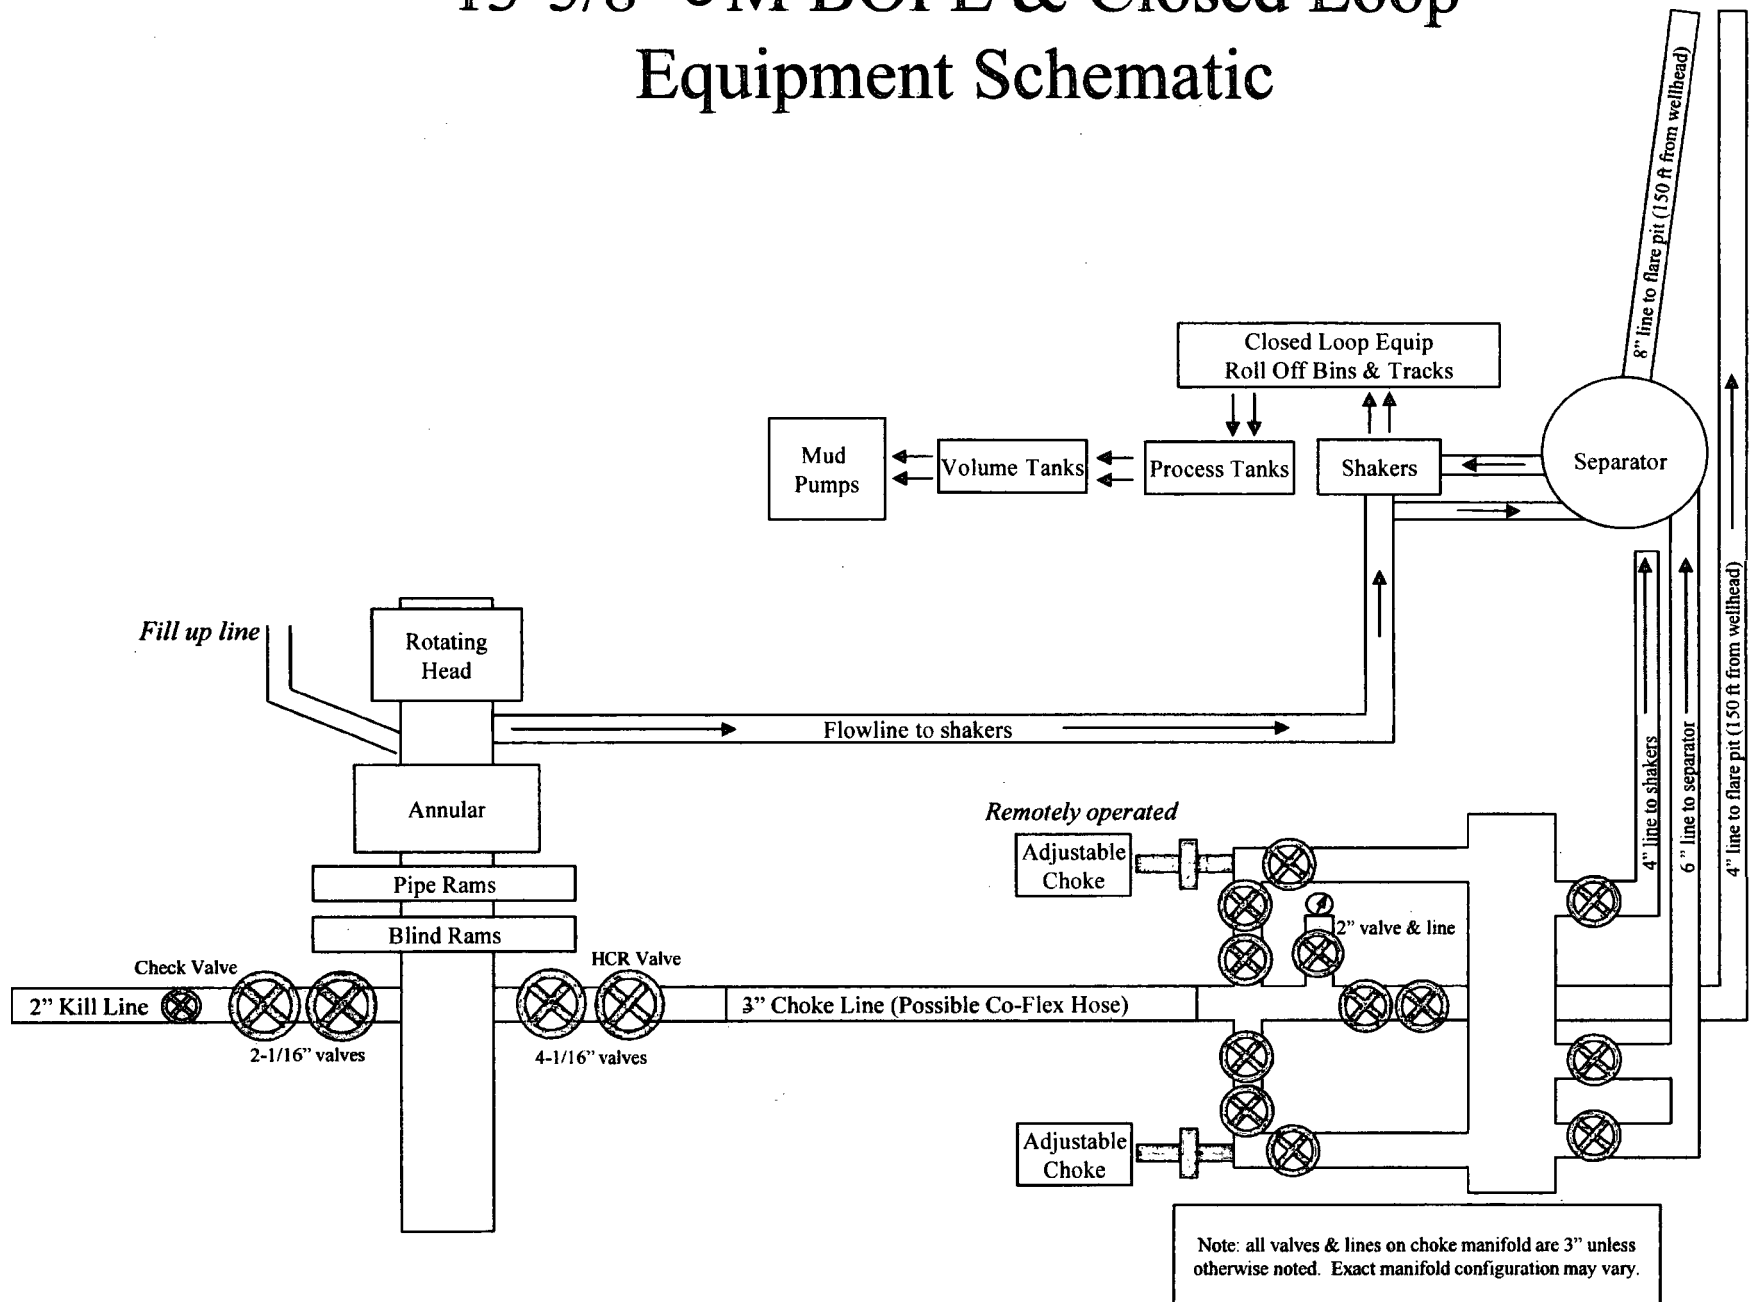 BOPE & Closed Loop
Equipment Schematic
8" line to flare pit (150 ft from wellhead)
Closed Loop Equip
Roll Off Bins & Tracks
Mud
Pumps
Volume Tanks
Process Tanks
Shakers
Separator
Fill up line
Rotating
Head
Flowline to shakers
4" line to shakers
6 " line to separator
4" line to flare pit (150 ft from wellhead)
Annular
Remotely operated
Adjustable
Choke
Pipe Rams
Blind Rams
2" valve & line
Check Valve
HCR Valve
2" Kill Line
3" Choke Line (Possible Co-Flex Hose)
2-1/16" valves
4-1/16" valves
Adjustable
Choke
Note: all valves & lines on choke manifold are 3" unless
otherwise noted. Exact manifold configuration may vary.